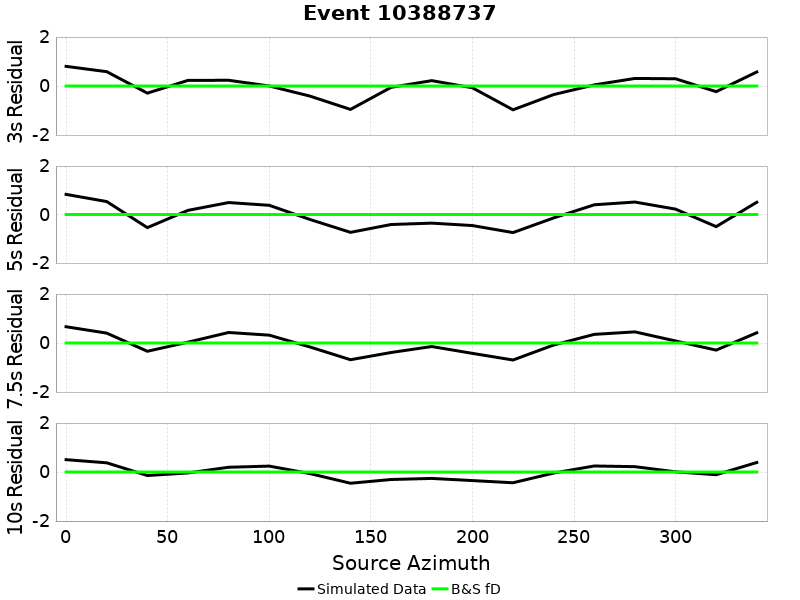 Event 10388737
3s Residual
2
0
-2
5s Residual
2
0
-2
7.5s Residual
2
0
-2
10s Residual
2
0
-2
0 50 100 150 200 250 300
Source Azimuth
Simulated Data B&S fD